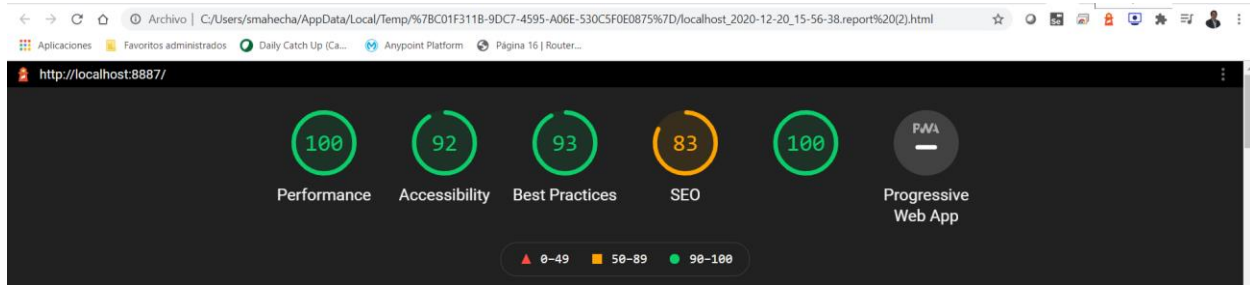 Archivo | C:/Users/smahecha/AppData/Local/Temp/%7BC01F311B-9DC7-4595-A06E-530C5F0E0875%7D/localhost_2020-12-20_15-56-38.report%20(2).html
Aplicaciones Favoritos administrados Daily Catch Up (Ca... Anypoint Platform Página 16 | Router...
http://localhost:8887/
100 92 93 83 100 PWA
Performance Accessibility Best Practices SEO Progressive
Web App
0-49 50-89 90-100